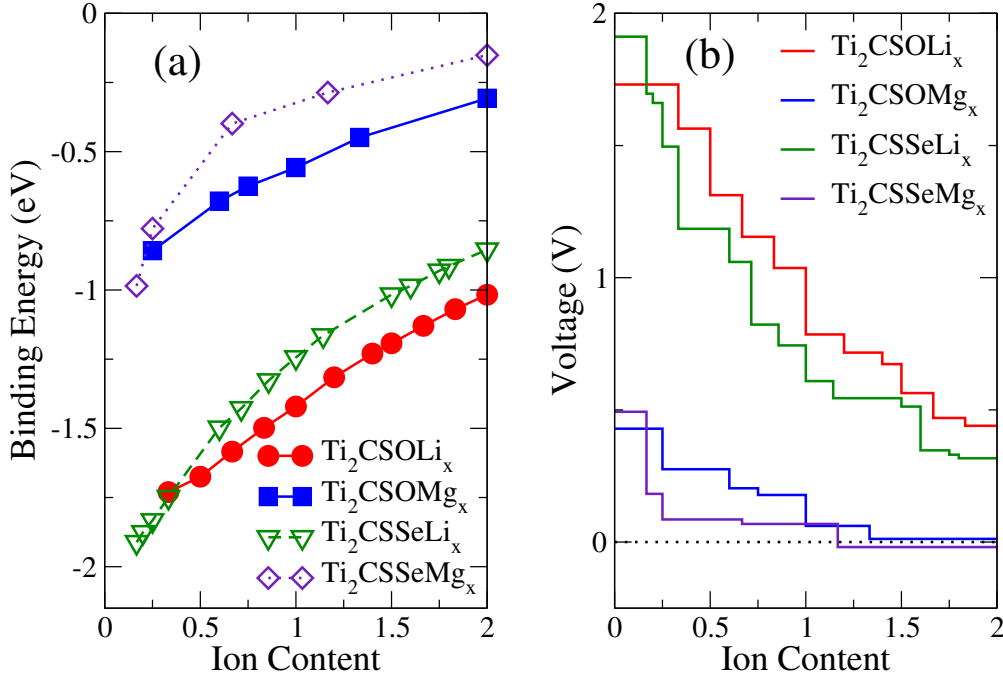 (a)
0
-0.5
-1
-1.5
-2
Binding Energy (eV)
0
0.5
1
1.5
2
Ion Content
Ti₂CSOLiₓ
Ti₂CSOMgₓ
Ti₂CSSeLiₓ
Ti₂CSSeMgₓ
(b)
2
1
0
Voltage (V)
0
0.5
1
1.5
2
Ion Content
Ti₂CSOLiₓ
Ti₂CSOMgₓ
Ti₂CSSeLiₓ
Ti₂CSSeMgₓ